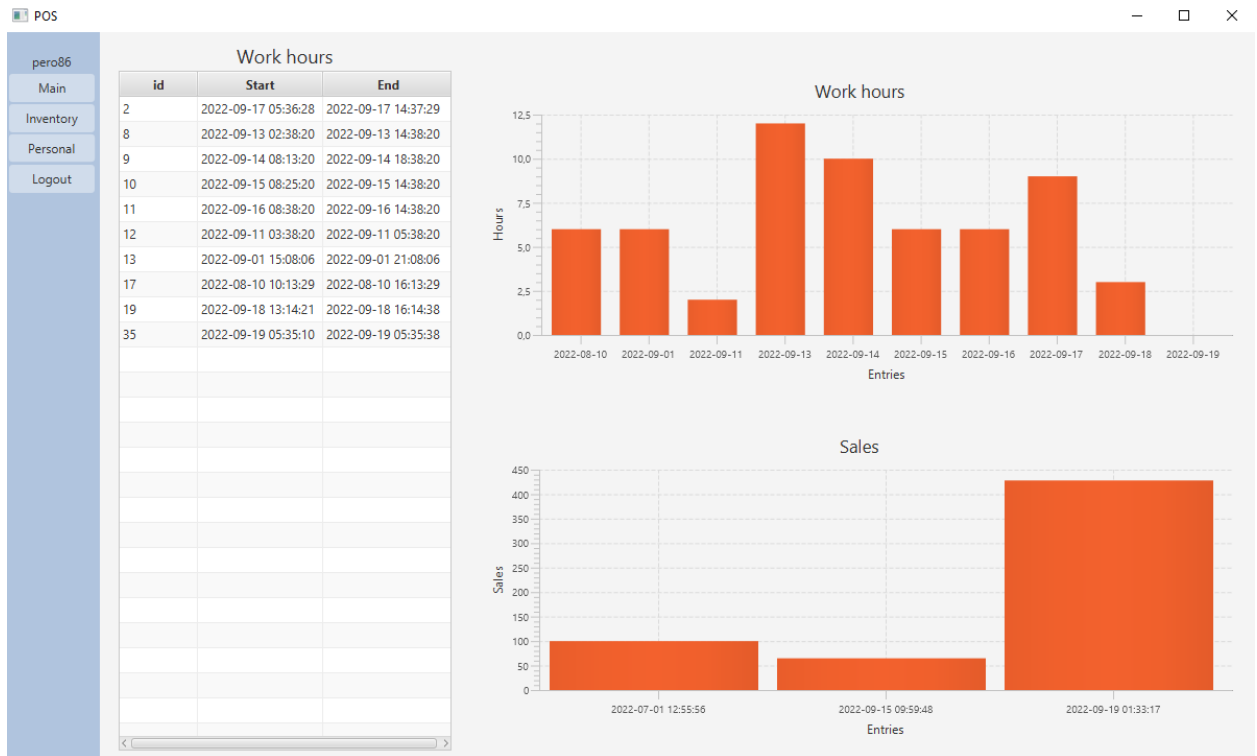 POS
pero86
Main
Inventory
Personal
Logout
Work hours
id Start End
2 2022-09-17 05:36:28 2022-09-17 14:37:29
8 2022-09-13 02:38:20 2022-09-13 14:38:20
9 2022-09-14 08:13:20 2022-09-14 18:38:20
10 2022-09-15 08:25:20 2022-09-15 14:38:20
11 2022-09-16 08:38:20 2022-09-16 14:38:20
12 2022-09-11 03:38:20 2022-09-11 05:38:20
13 2022-09-01 15:08:06 2022-09-01 21:08:06
17 2022-08-10 10:13:29 2022-08-10 16:13:29
19 2022-09-18 13:14:21 2022-09-18 16:14:38
35 2022-09-19 05:35:10 2022-09-19 05:35:38
Work hours
Hours
12,5
10,0
7,5
5,0
2,5
0,0
2022-08-10 2022-09-01 2022-09-11 2022-09-13 2022-09-14 2022-09-15 2022-09-16 2022-09-17 2022-09-18 2022-09-19
Entries
Sales
Sales
450
400
350
300
250
200
150
100
50
0
2022-07-01 12:55:56 2022-09-15 09:59:48 2022-09-19 01:33:17
Entries